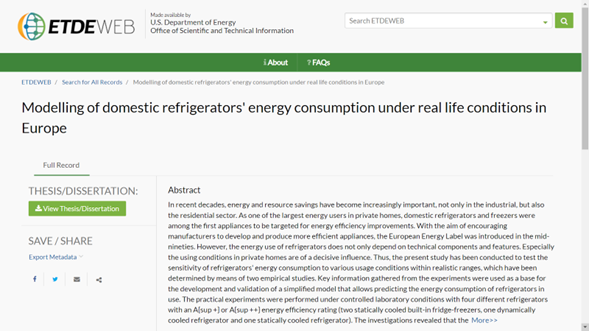 ETDEWEB
Made available by
U.S. Department of Energy
Office of Scientific and Technical Information
Search ETDEWEB
About
? FAQs
ETDEWEB / Search for All Records / Modelling of domestic refrigerators' energy consumption under real life conditions in Europe
Modelling of domestic refrigerators' energy consumption under real life conditions in
Europe
Full Record
THESIS/DISSERTATION:
View Thesis/Dissertation
SAVE / SHARE
Export Metadata
Abstract
In recent decades, energy and resource savings have become increasingly important, not only in the industrial, but also
the residential sector. As one of the largest energy users in private homes, domestic refrigerators and freezers were
among the first appliances to be targeted for energy efficiency improvements. With the aim of encouraging
manufacturers to develop and produce more efficient appliances, the European Energy Label was introduced in the mid-
nineties. However, the energy use of refrigerators does not only depend on technical components and features. Especially
the using conditions in private homes are of a decisive influence. Thus, the present study has been conducted to test the
sensitivity of refrigerators' energy consumption to various usage conditions within realistic ranges, which have been
determined by means of two empirical studies. Key information gathered from the experiments were used as a base for
the development and validation of a simplified model that allows predicting the energy consumption of refrigerators in
use. The practical experiments were performed under controlled laboratory conditions with four different refrigerators
with an A[sup +] or A[sup ++] energy efficiency rating (two statically cooled built-in fridge-freezers, one dynamically
cooled refrigerator and one statically cooled refrigerator). The investigations revealed that the More>>